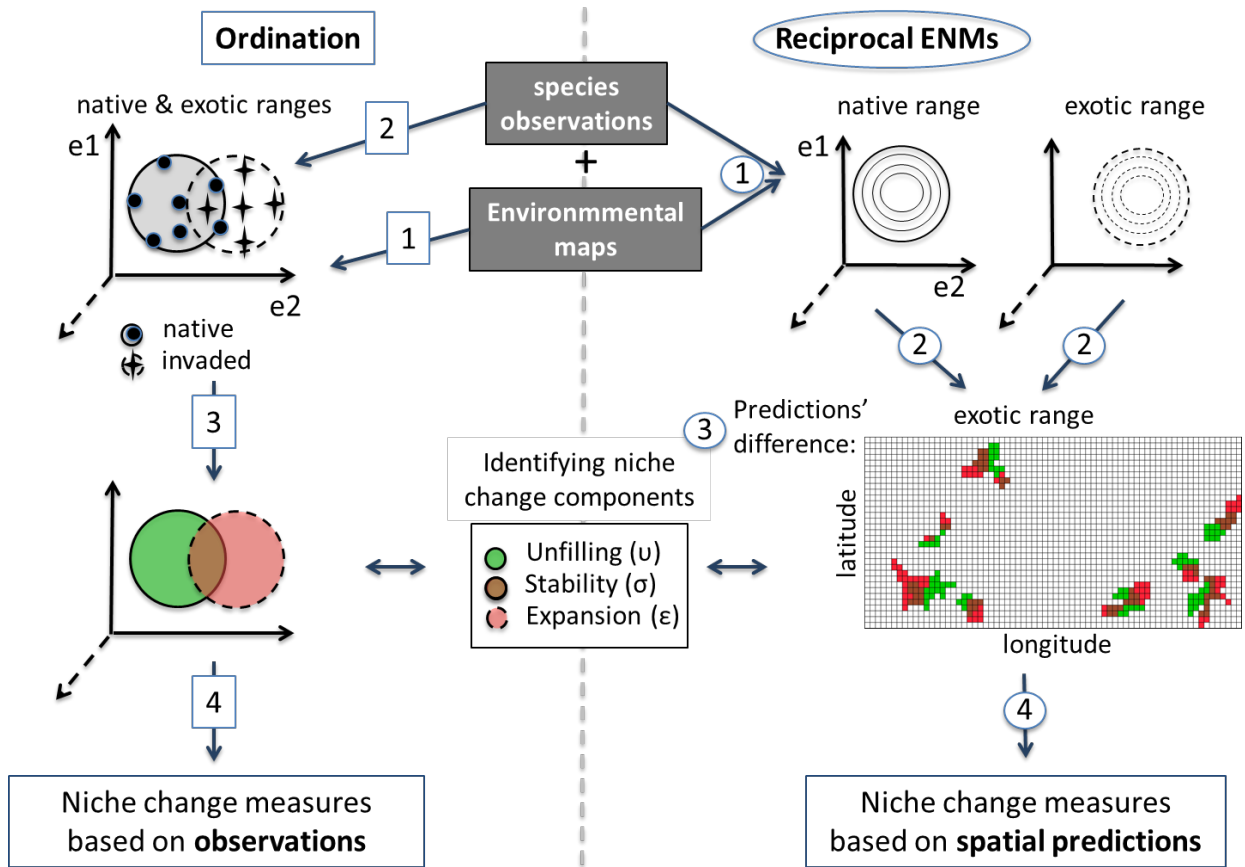 Ordination
Reciprocal ENMs
species
observations
+
Environmmental
maps
native & exotic ranges
e1
e2
2
1
native
invaded
3
native range
exotic range
e1
e2
1
2
2
3
Predictions'
difference:
exotic range
latitude
longitude
Identifying niche
change components
Unfilling (υ)
Stability (σ)
Expansion (ε)
4
4
Niche change measures
based on observations
Niche change measures
based on spatial predictions